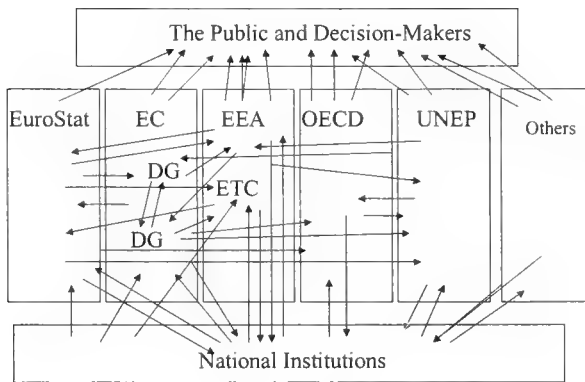 The Public and Decision-Makers
EuroStat EC EEA OECD UNEP Others
DG
ETC
DG
National Institutions